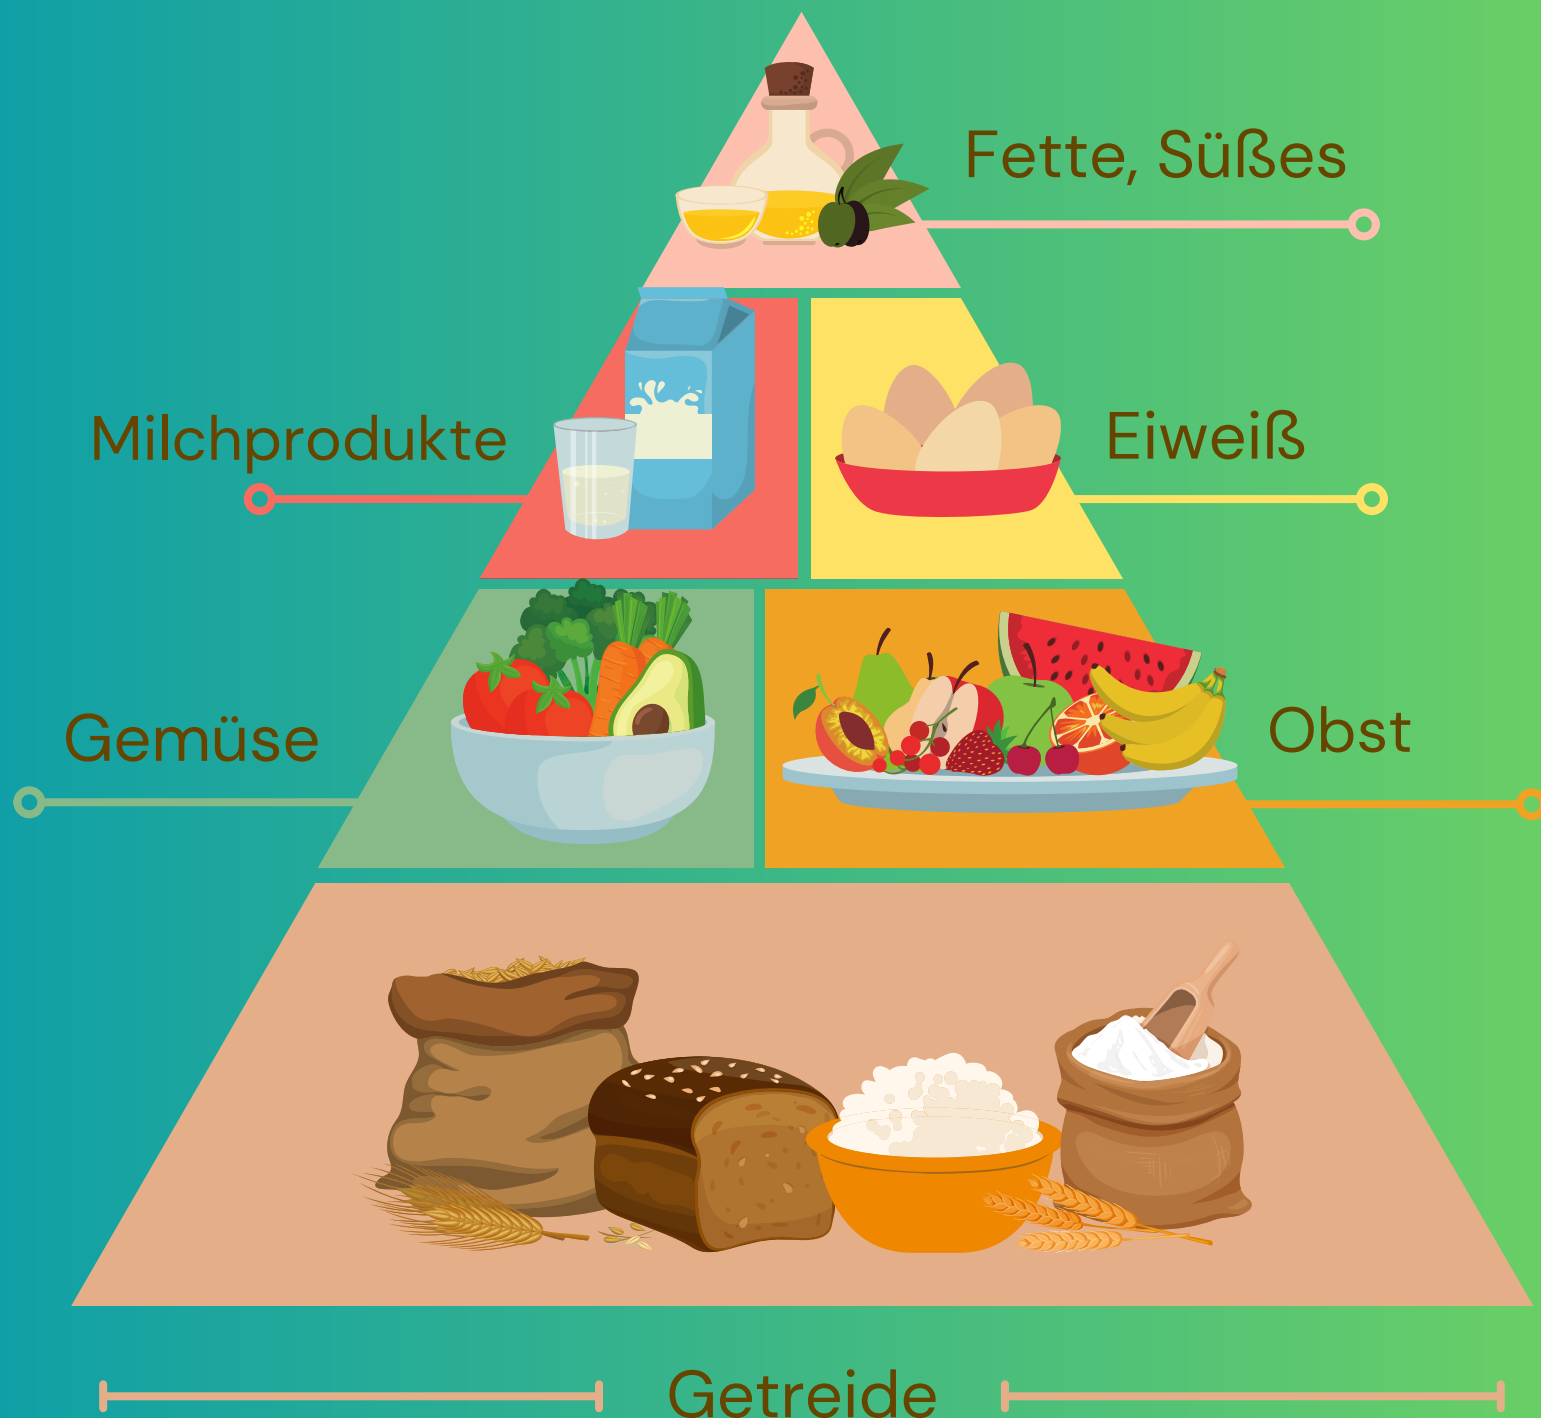 Fette, Süßes
Milchprodukte
Eiweiß
Gemüse
Obst
Getreide